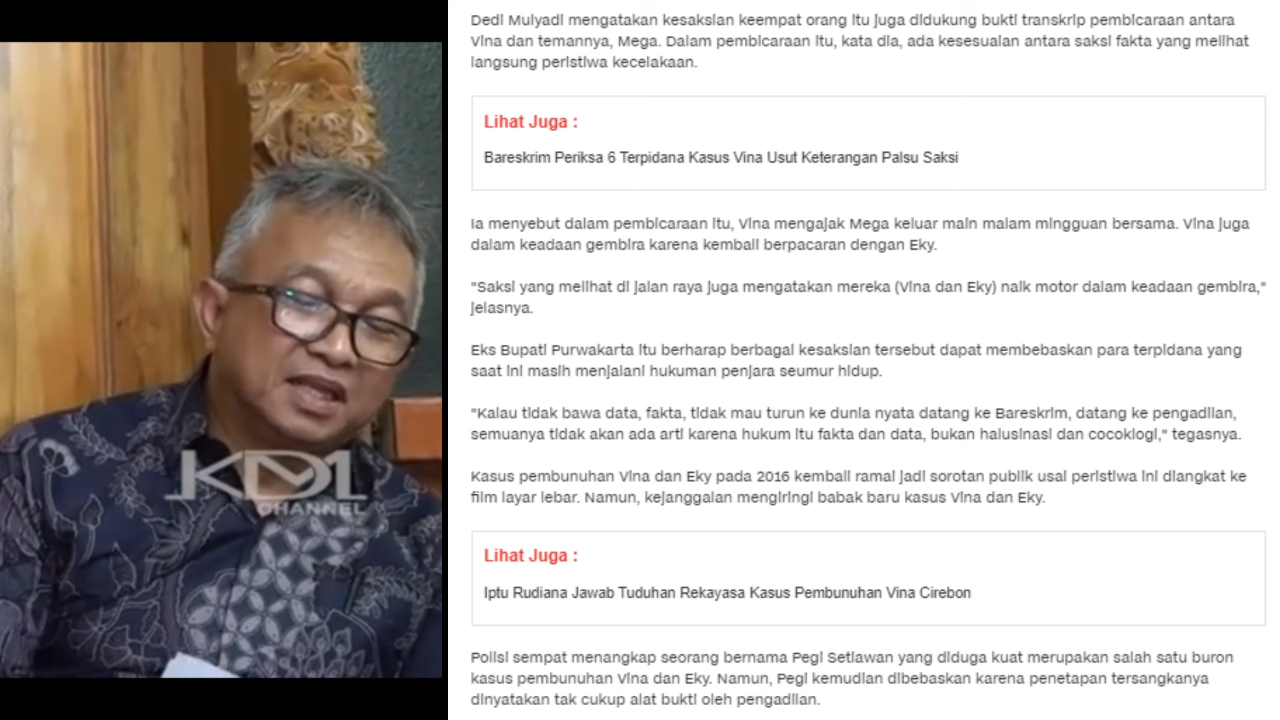 Dedi Mulyadi mengatakan kesaksian keempat orang itu juga didukung bukti transkrip pembicaraan antara
Vina dan temannya, Mega. Dalam pembicaraan itu, kata dia, ada kesesualan antara saksi fakta yang melihat
langsung peristiwa kecelakaan.
Lihat Juga :
Bareskrim Periksa 6 Terpidana Kasus Vina Usut Keterangan Palsu Saksi
Ia menyebut dalam pembicaraan itu, Vina mengajak Mega keluar main malam mingguan bersama. Vina juga
dalam keadaan gembira karena kembali berpacaran dengan Eky.
"Saksi yang melihat di jalan raya juga mengatakan mereka (Vina dan Eky) naik motor dalam keadaan gembira,"
jelasnya.
Eks Bupati Purwakarta itu berharap berbagai kesaksian tersebut dapat membebaskan para terpidana yang
saat ini masih menjalani hukuman penjara seumur hidup.
"Kalau tidak bawa data, fakta, tidak mau turun ke dunia nyata datang ke Bareskrim, datang ke pengadilan,
semuanya tidak akan ada arti karena hukum itu fakta dan data, bukan halusinasi dan cocoklogi," tegasnya.
Kasus pembunuhan Vina dan Eky pada 2016 kembali ramai jadi sorotan publik usai peristiwa ini diangkat ke
film layar lebar. Namun, kejanggalan mengiringi babak baru kasus Vina dan Eky.
Lihat Juga :
Iptu Rudiana Jawab Tuduhan Rekayasa Kasus Pembunuhan Vina Cirebon
Polisi sempat menangkap seorang bernama Pegi Setiawan yang diduga kuat merupakan salah satu buron
kasus pembunuhan Vina dan Eky. Namun, Pegi kemudian dibebaskan karena penetapan tersangkanya
dinyatakan tak cukup alat bukti oleh pengadilan.
KDM
CHANNEL